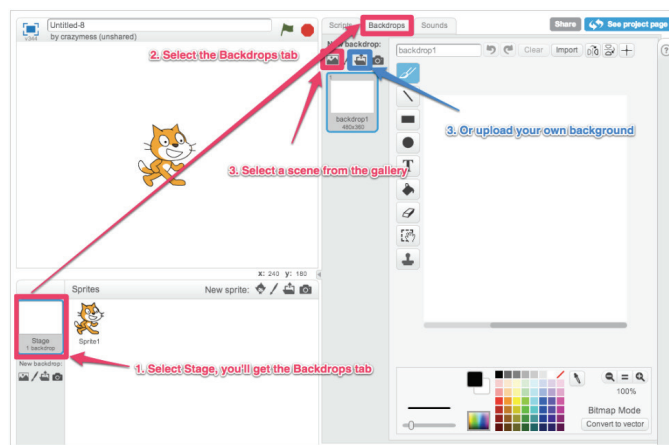 Untitled-8
by crazymess (unshared)
v344
Scripts
Backdrops
Sounds
Share
See project page
2. Select the Backdrops tab
New backdrop:
backdrop1
Clear
Import
1
backdrop1
480x360
3. Or upload your own background
3. Select a scene from the gallery
T
X: 240 y: 180
Sprites
New sprite:
Stage
1 backdrop
Sprite1
New backdrop:
1. Select Stage, you'll get the Backdrops tab
100%
Bitmap Mode
Convert to vector